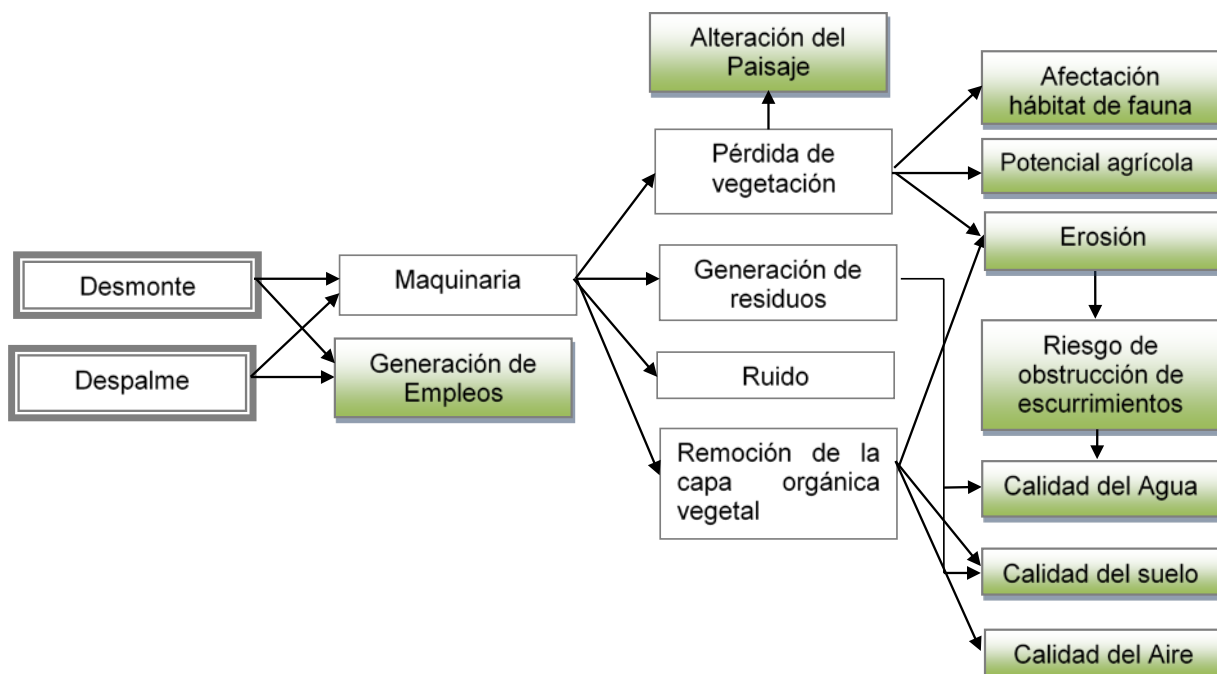 Alteración del
Paisaje
Afectación
hábitat de fauna
Pérdida de
vegetación
Potencial agrícola
Erosión
Desmonte
Maquinaria
Generación de
residuos
Despalme
Generación de
Empleos
Ruido
Riesgo de
obstrucción de
escurrimientos
Remoción de la
capa orgánica
vegetal
Calidad del Agua
Calidad del suelo
Calidad del Aire